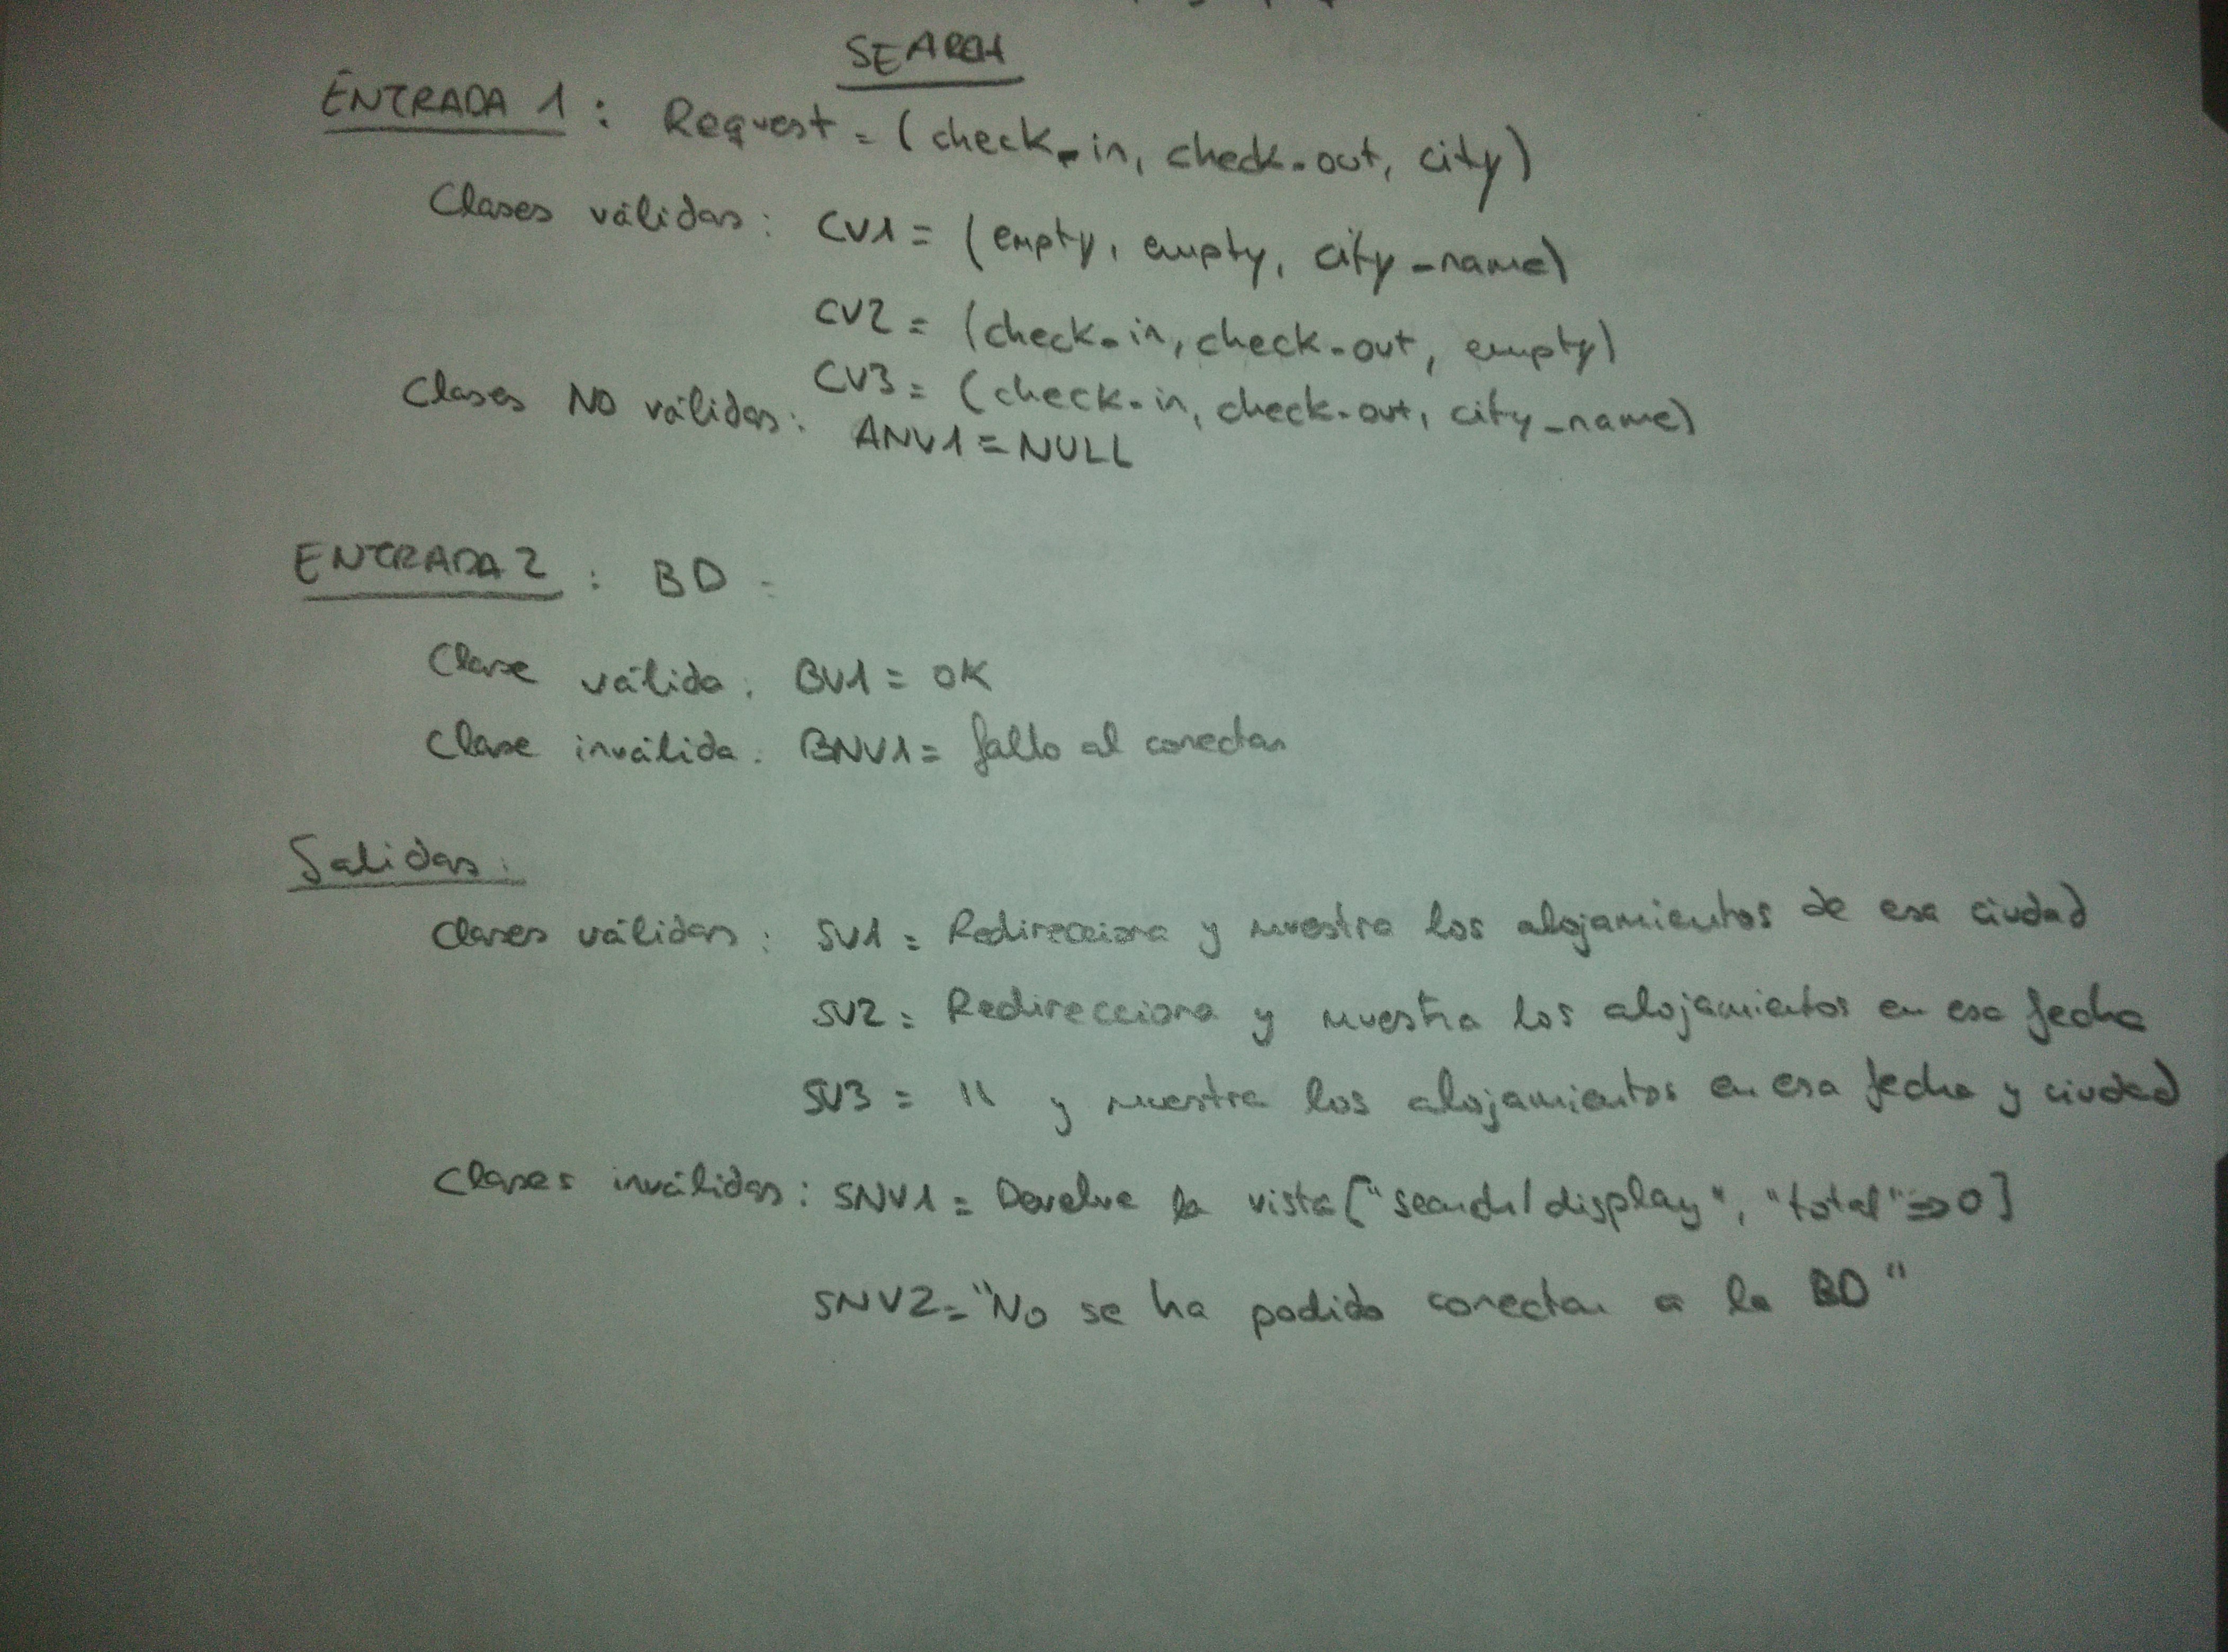 SEARCH
ENTRADA 1: Request = (check-in, check-out, city)
Clases válidas: CV1 = (empty, empty, city_name)
CV2 = (check-in, check-out, empty)
CV3 = (check-in, check-out, city_name)
Clases NO válidas: ANV1 = NULL
ENTRADA 2: BD =
Clase válida: BV1 = OK
Clase inválida: BNV1 = fallo al conectar
Salidas:
Clases válidas: SV1 = Redirecciona y muestra los alojamientos de esa ciudad
SV2 = Redirecciona y muestra los alojamientos en esa fecha
SV3 = " y muestra los alojamientos en esa fecha y ciudad
Clases inválidas: SNV1 = Devuelve la vista ["search/display", "total" => 0]
SNV2 = "No se ha podido conectar a la BD"